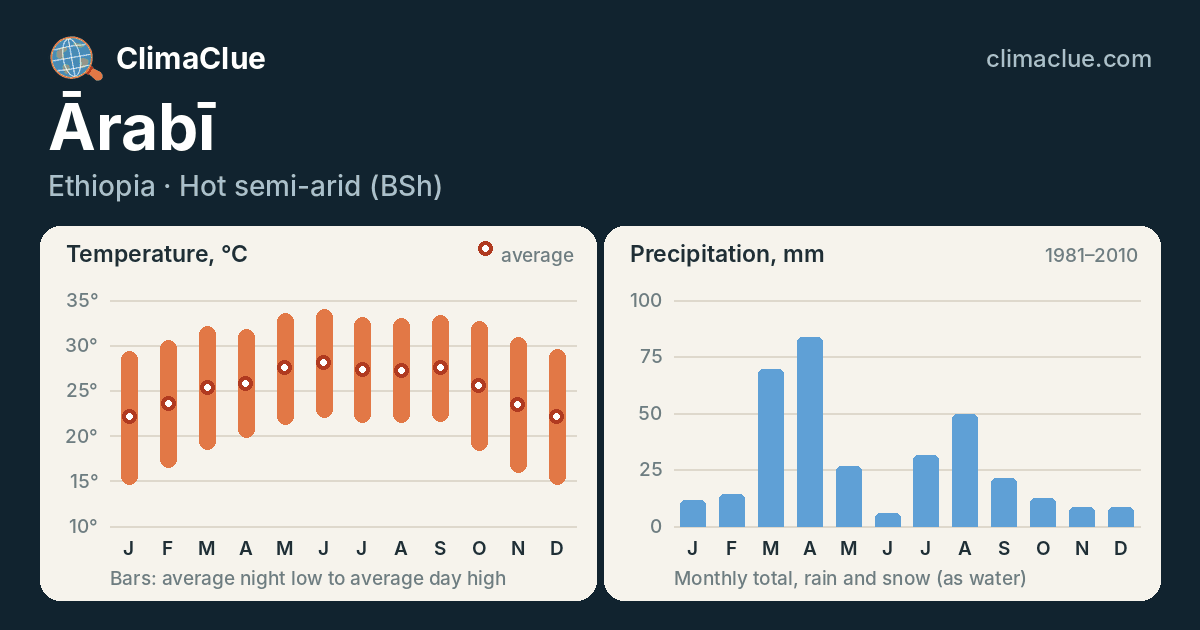 ClimaClue
climaclue.com
Ārabī
Ethiopia · Hot semi-arid (BSh)
Temperature, °C
average
35°
30°
25°
20°
15°
10°
J F M A M J J A S O N D
Bars: average night low to average day high
Precipitation, mm
1981–2010
100
75
50
25
0
J F M A M J J A S O N D
Monthly total, rain and snow (as water)